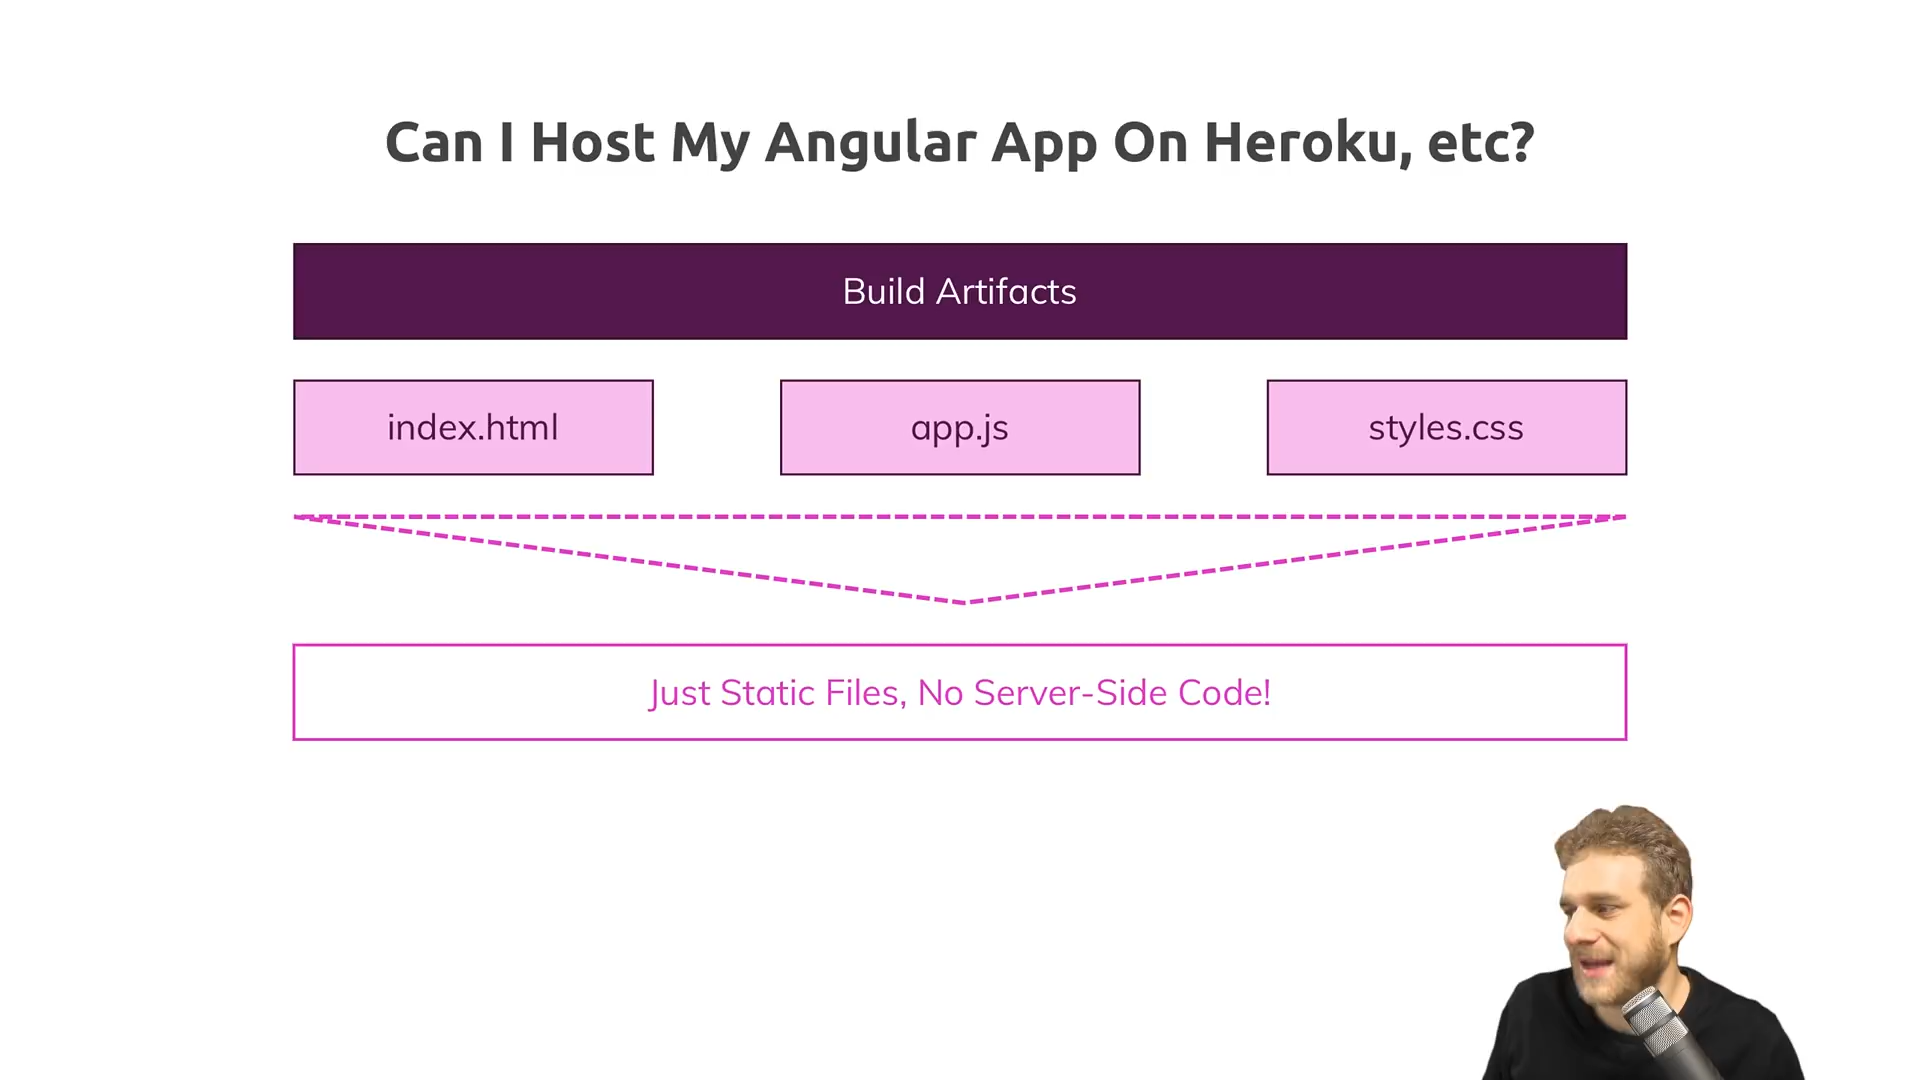 Can I Host My Angular App On Heroku, etc?
Build Artifacts
index.html
app.js
styles.css
Just Static Files, No Server-Side Code!